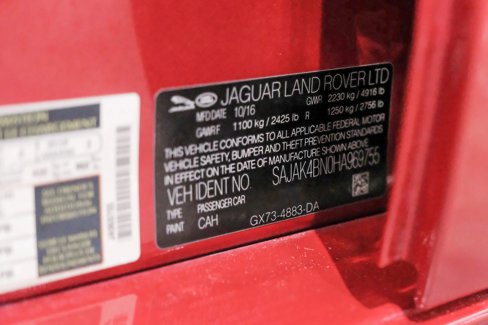 JAGUAR LAND ROVER LTD
MFD DATE 10/16 GVWR 2230 kg / 4916 lb
GAWR F 1100 kg / 2425 lb R 1250 kg / 2756 lb
THIS VEHICLE CONFORMS TO ALL APPLICABLE FEDERAL MOTOR
VEHICLE SAFETY, BUMPER AND THEFT PREVENTION STANDARDS
IN EFFECT ON THE DATE OF MANUFACTURE SHOWN ABOVE
VEH IDENT NO. SAJAK4BN0HA969755
TYPE PASSENGER CAR
PAINT CAH GX73-4883-DA